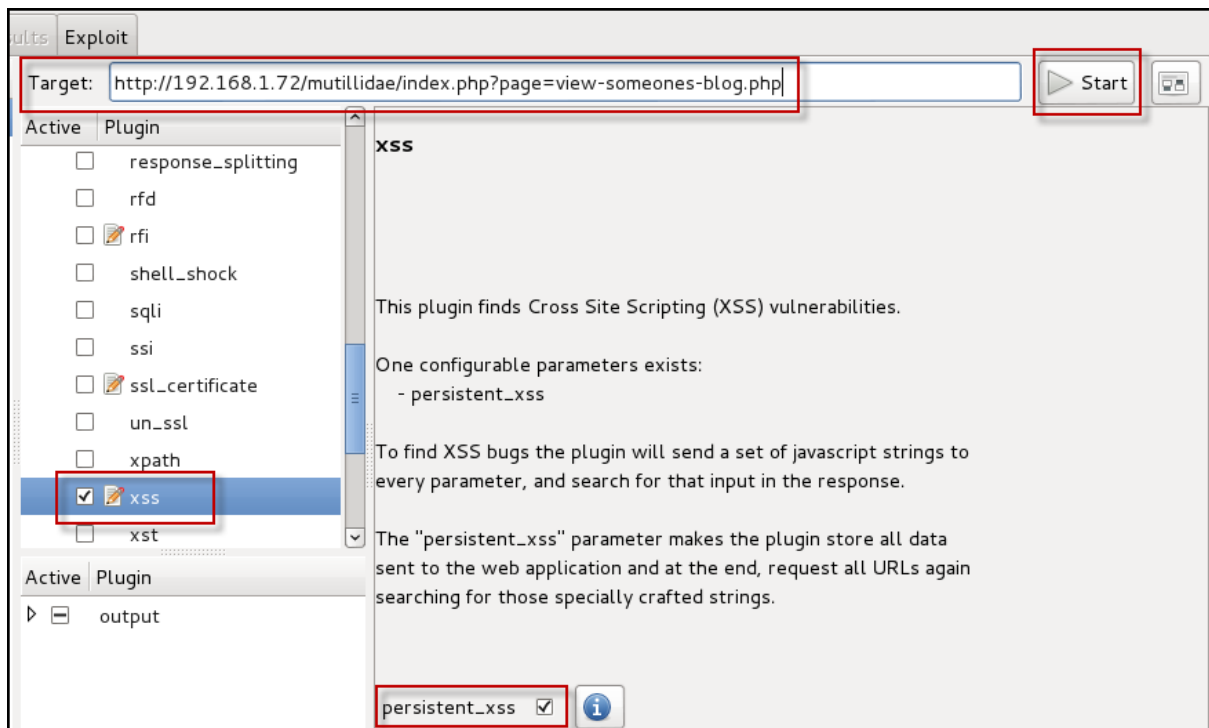 ults Exploit
Target: http://192.168.1.72/mutillidae/index.php?page=view-someones-blog.php Start
Active Plugin
response_splitting
rfd
rfi
shell_shock
sqli
ssi
ssl_certificate
un_ssl
xpath
xss
xst
Active Plugin
output
xss
This plugin finds Cross Site Scripting (XSS) vulnerabilities.
One configurable parameters exists:
- persistent_xss
To find XSS bugs the plugin will send a set of javascript strings to
every parameter, and search for that input in the response.
The "persistent_xss" parameter makes the plugin store all data
sent to the web application and at the end, request all URLs again
searching for those specially crafted strings.
persistent_xss